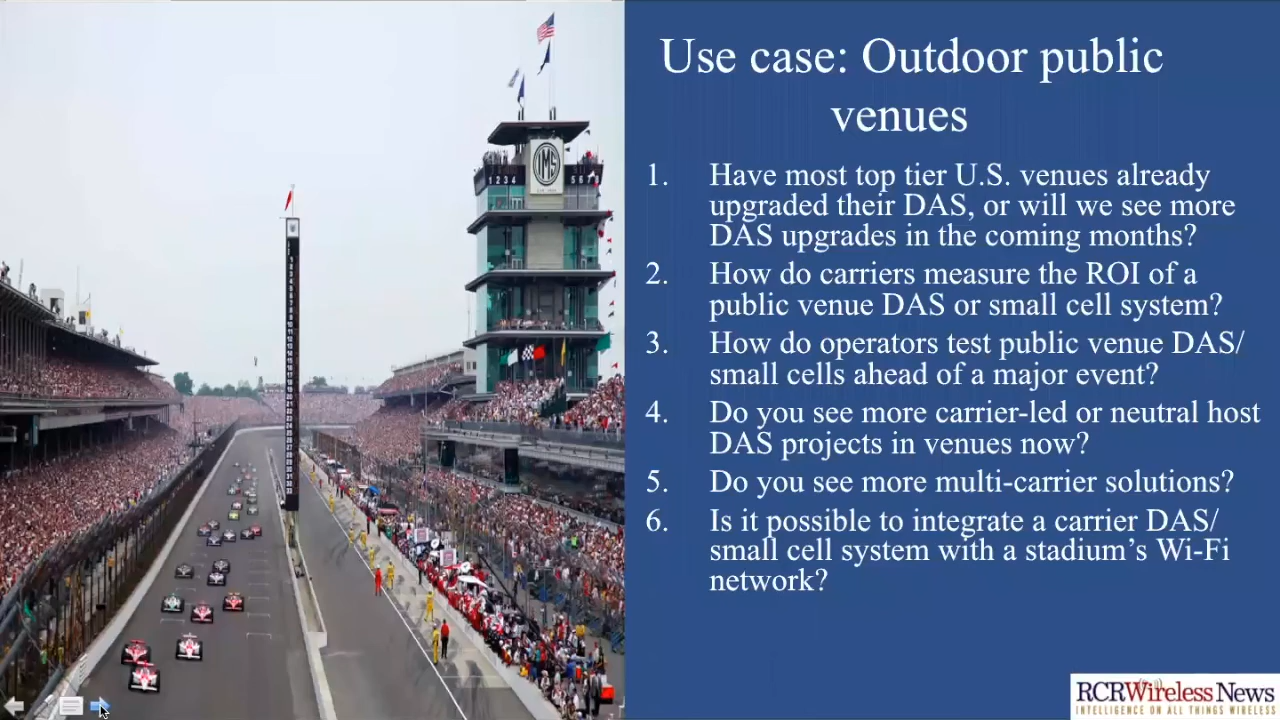 Use case: Outdoor public
venues
1. Have most top tier U.S. venues already
upgraded their DAS, or will we see more
DAS upgrades in the coming months?
2. How do carriers measure the ROI of a
public venue DAS or small cell system?
3. How do operators test public venue DAS/
small cells ahead of a major event?
4. Do you see more carrier-led or neutral host
DAS projects in venues now?
5. Do you see more multi-carrier solutions?
6. Is it possible to integrate a carrier DAS/
small cell system with a stadium’s Wi-Fi
network?
IMS
1 2 3 4
RCRWireless News
INTELLIGENCE ON ALL THINGS WIRELESS